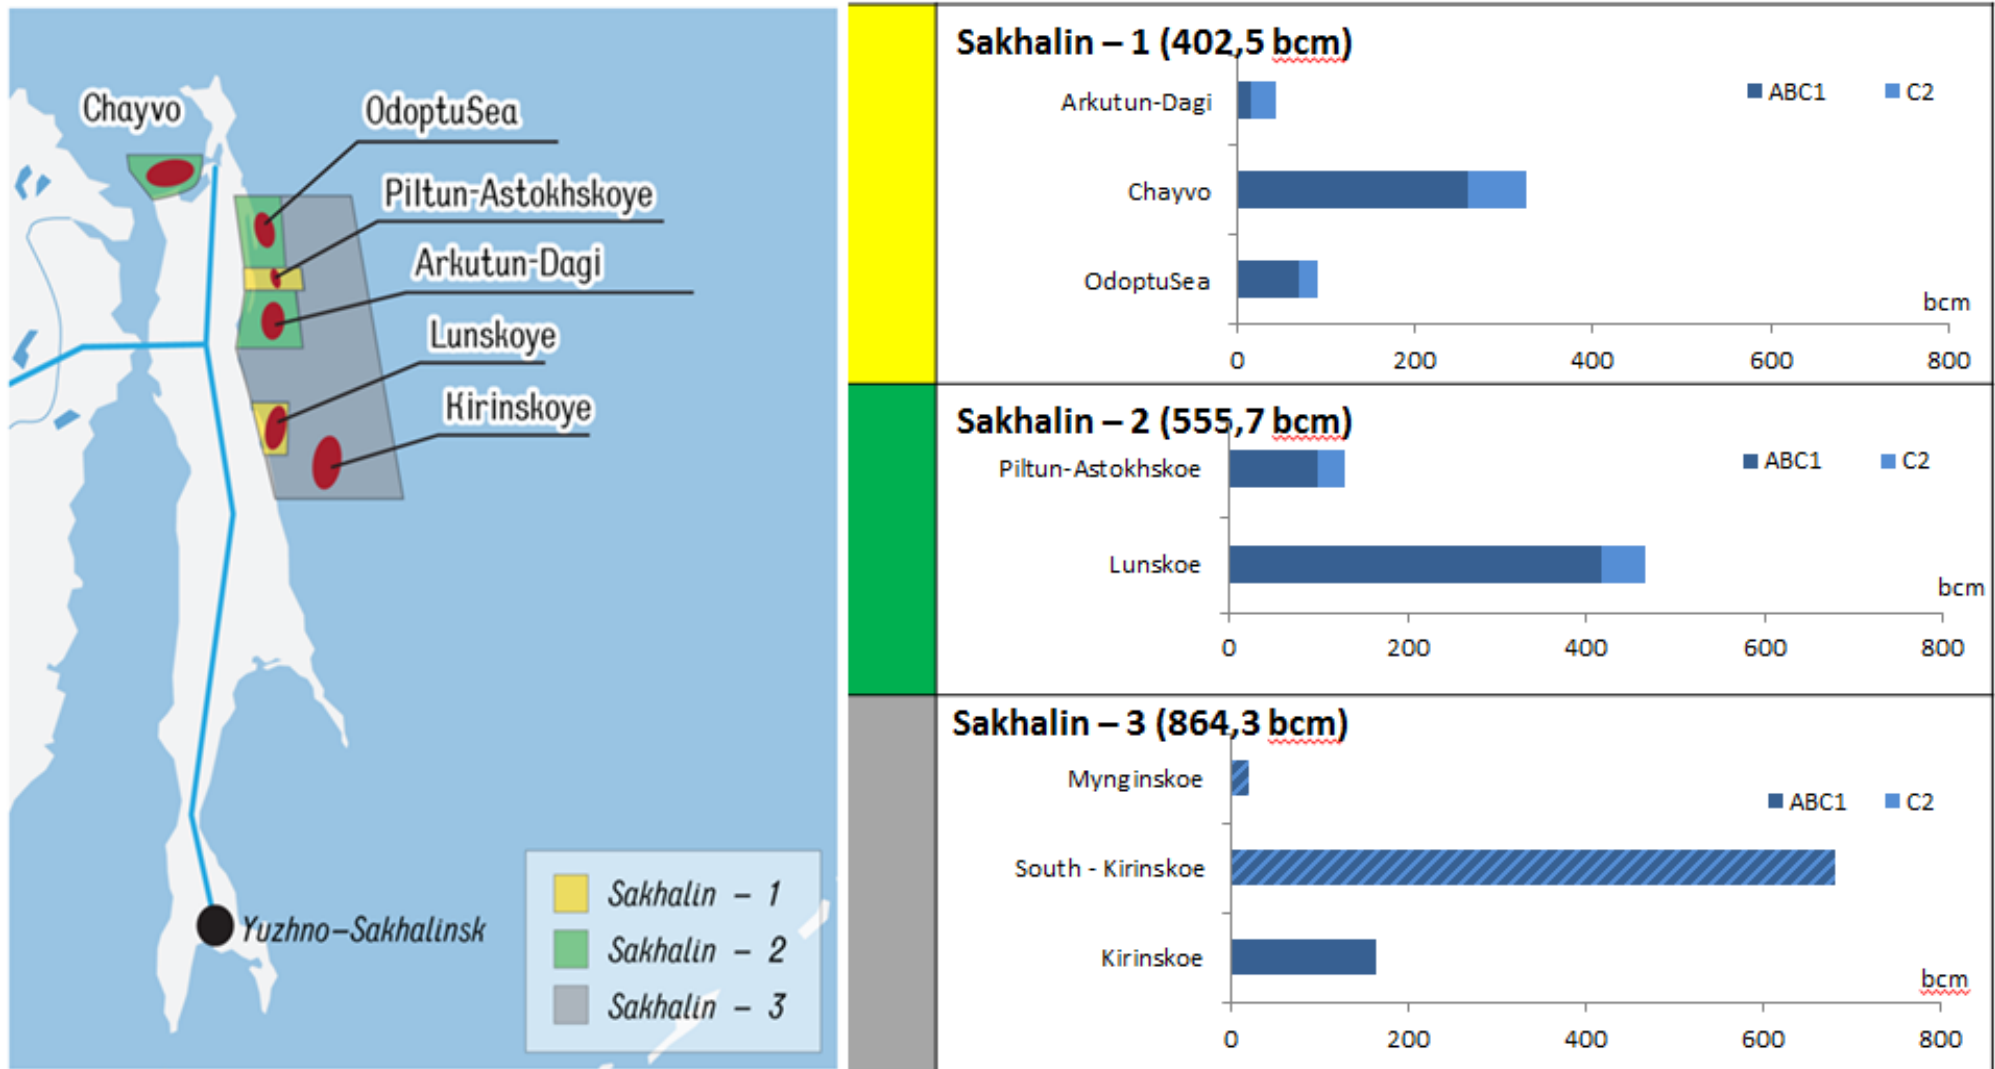 Chayvo
OdoptuSea
Piltun-Astokhskoye
Arkutun-Dagi
Lunskoye
Kirinskoye
Yuzhno-Sakhalinsk
Sakhalin - 1
Sakhalin - 2
Sakhalin - 3
Sakhalin – 1 (402,5 bcm)
ABC1 C2
Arkutun-Dagi
Chayvo
OdoptuSea
bcm
0 200 400 600 800
Sakhalin – 2 (555,7 bcm)
ABC1 C2
Piltun-Astokhskoe
Lunskoe
bcm
0 200 400 600 800
Sakhalin – 3 (864,3 bcm)
Mynginskoe
ABC1 C2
South - Kirinskoe
Kirinskoe
bcm
0 200 400 600 800